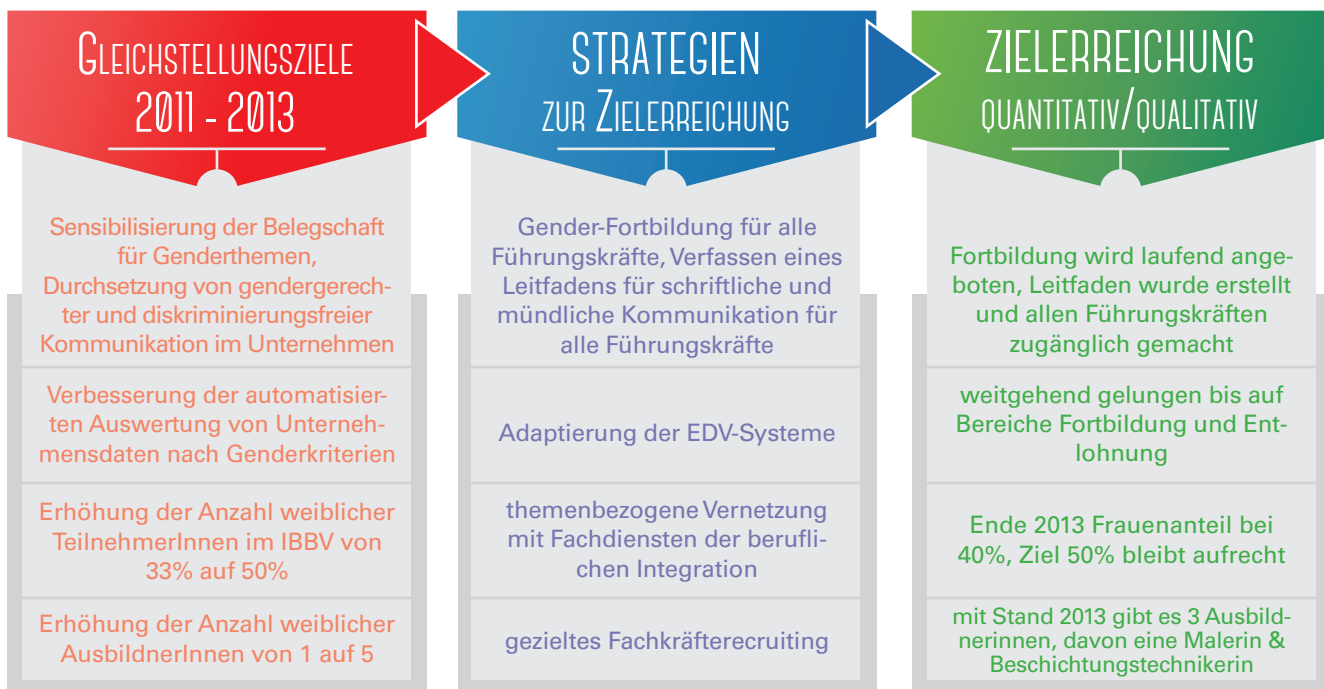 GLEICHSTELLUNGSZIELE
2011 - 2013
Sensibilisierung der Belegschaft
für Genderthemen,
Durchsetzung von gendergerech-
ter und diskriminierungsfreier
Kommunikation im Unternehmen
Verbesserung der automatisier-
ten Auswertung von Unterneh-
mensdaten nach Genderkriterien
Erhöhung der Anzahl weiblicher
TeilnehmerInnen im IBBV von
33% auf 50%
Erhöhung der Anzahl weiblicher
AusbildnerInnen von 1 auf 5
STRATEGIEN
ZUR ZIELERREICHUNG
Gender-Fortbildung für alle
Führungskräfte, Verfassen eines
Leitfadens für schriftliche und
mündliche Kommunikation für
alle Führungskräfte
Adaptierung der EDV-Systeme
themenbezogene Vernetzung
mit Fachdiensten der berufli-
chen Integration
gezieltes Fachkräfterecruiting
ZIELERREICHUNG
QUANTITATIV/QUALITATIV
Fortbildung wird laufend ange-
boten, Leitfaden wurde erstellt
und allen Führungskräften
zugänglich gemacht
weitgehend gelungen bis auf
Bereiche Fortbildung und Ent-
lohnung
Ende 2013 Frauenanteil bei
40%, Ziel 50% bleibt aufrecht
mit Stand 2013 gibt es 3 Ausbild-
nerinnen, davon eine Malerin &
Beschichtungstechnikerin